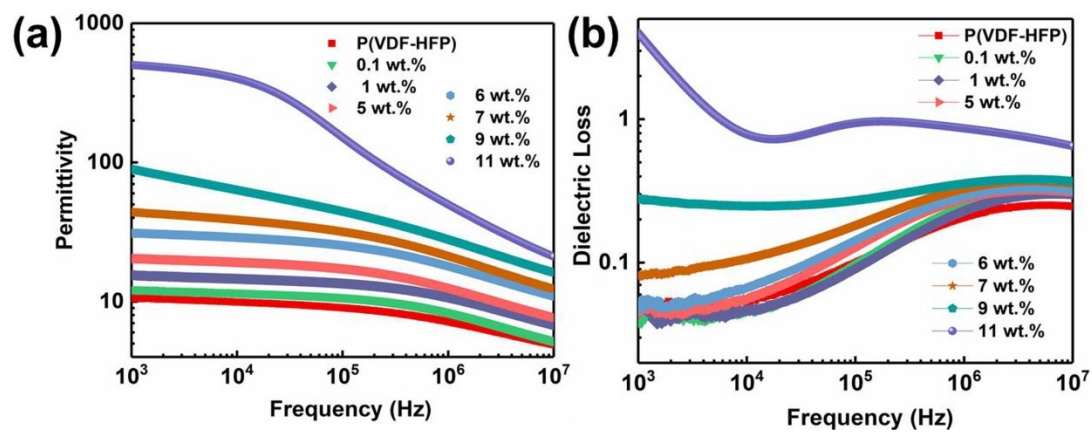 (a)
1000
100
10
Permittivity
P(VDF-HFP)
0.1 wt.%
1 wt.%
5 wt.%
6 wt.%
7 wt.%
9 wt.%
11 wt.%
10³ 10⁴ 10⁵ 10⁶ 10⁷
Frequency (Hz)
(b)
1
0.1
Dielectric Loss
P(VDF-HFP)
0.1 wt.%
1 wt.%
5 wt.%
6 wt.%
7 wt.%
9 wt.%
11 wt.%
10³ 10⁴ 10⁵ 10⁶ 10⁷
Frequency (Hz)